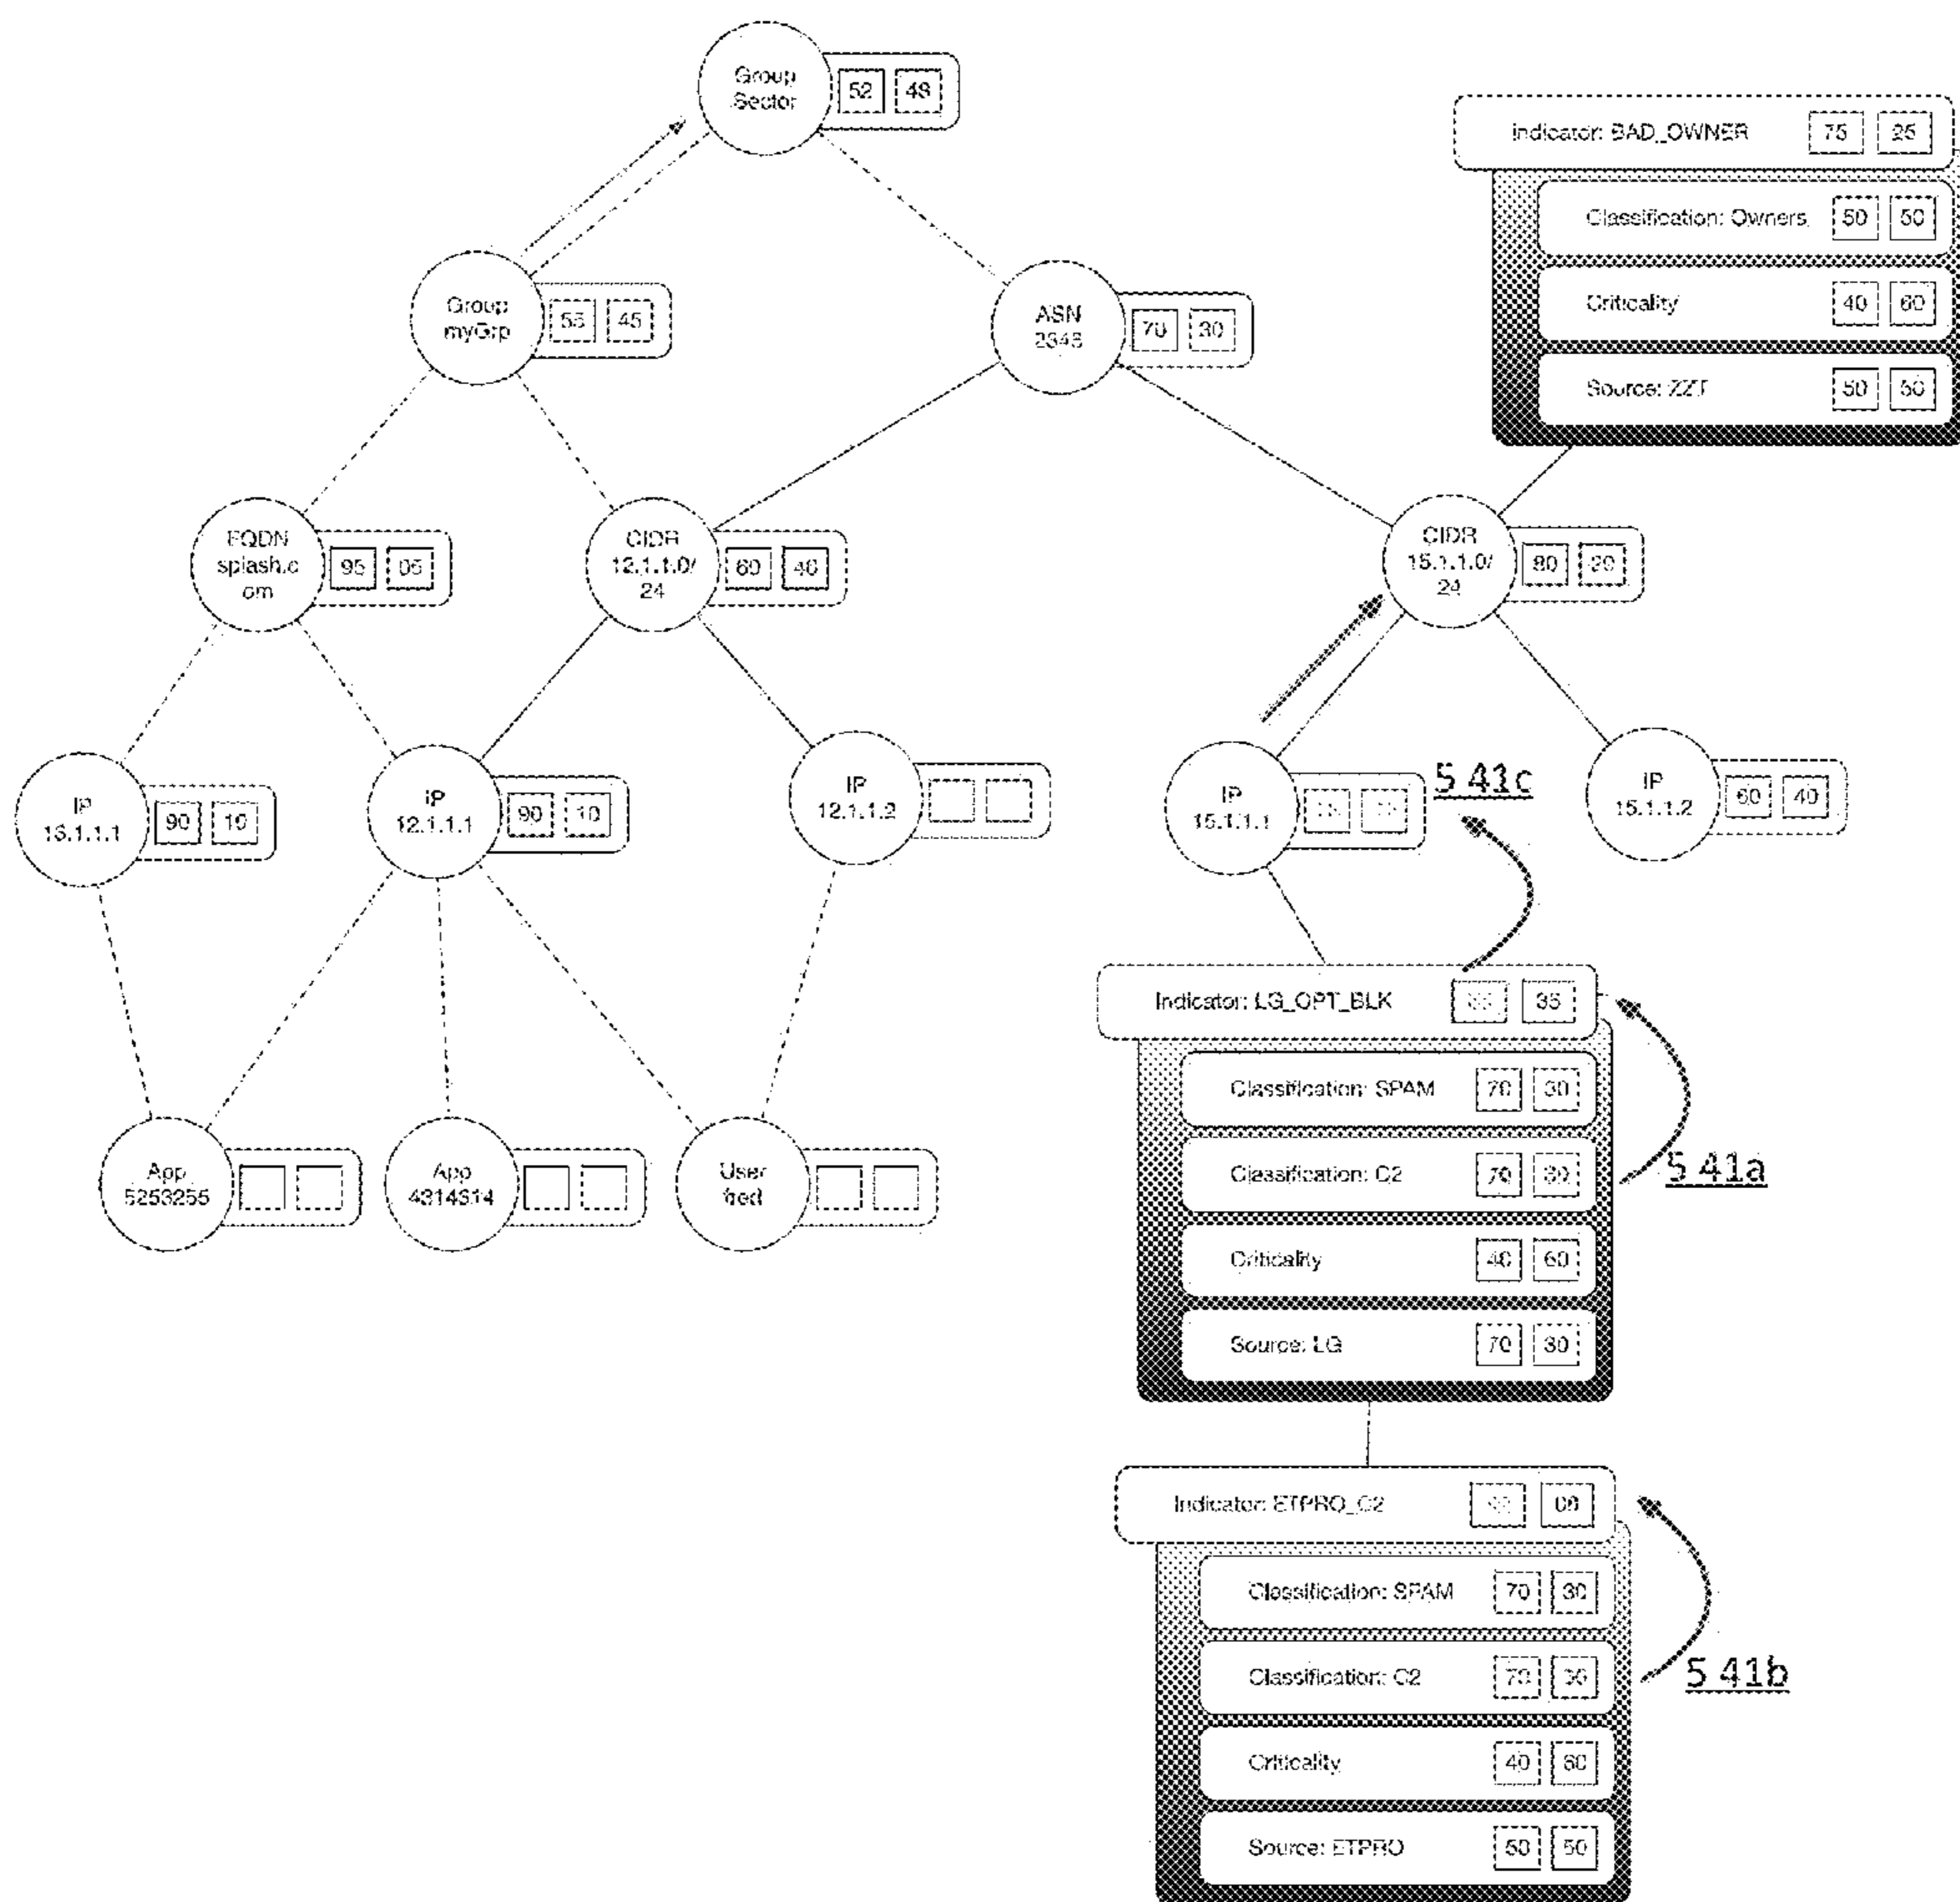 Group
Sector
52 48
Indicator: BAD_OWNER 75 25
Classification: Owners 50 50
Criticality 40 60
Source: ZZT 50 50
Group
myGrp
55 45
ASN
2345
70 30
FQDN
splash.c
om
95 05
CIDR
12.1.1.0/
24
60 40
CIDR
15.1.1.0/
24
80 20
IP
90 10
IP
12.1.1.1
90 10
IP
12.1.1.2
IP
15.1.1.1
5 41c
IP
15.1.1.2
60 40
Indicator: LG_OPT_BLK 35
Classification: SPAM 70 30
Classification: C2 70 30
5 41a
Criticality 40 60
Source: LG 70 30
App
5253255
App
4314314
User
fred
Indicator: ETPRO_C2
Classification: SPAM 70 30
Classification: C2 70 30
5 41b
Criticality 40 60
Source: ETPRO 50 50